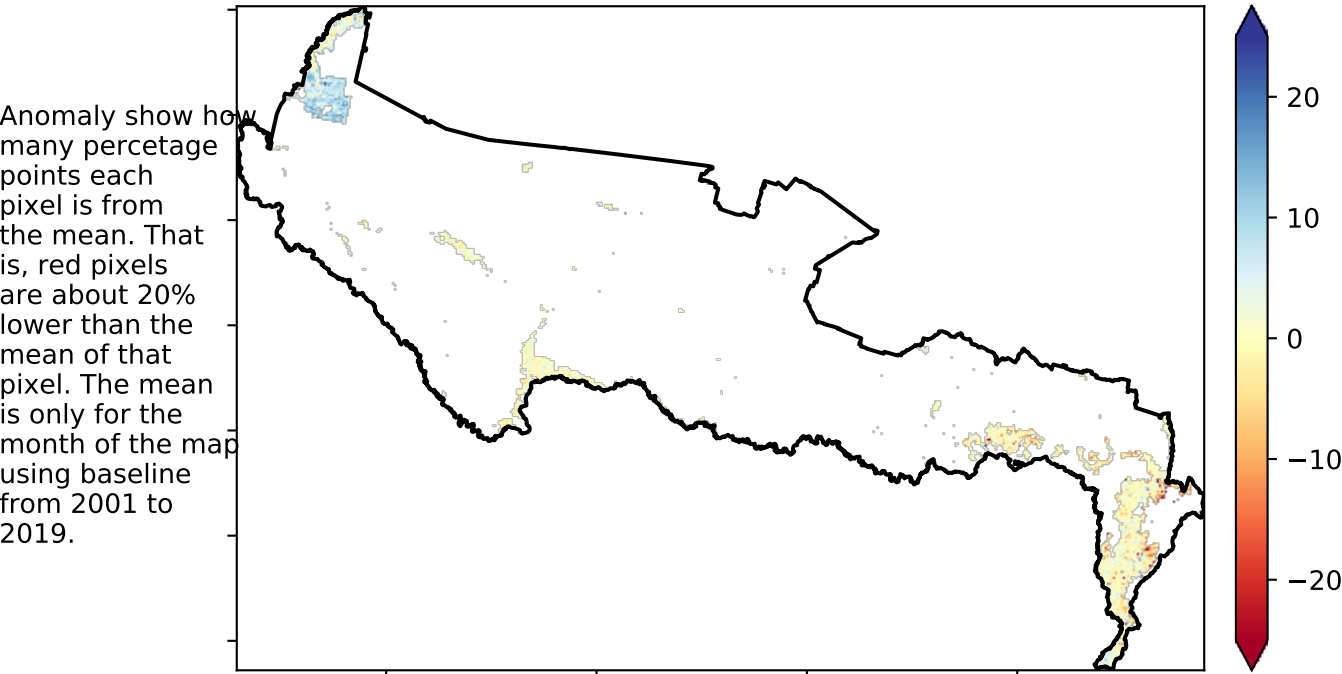 Anomaly show how
many percetage
points each
pixel is from
the mean. That
is, red pixels
are about 20%
lower than the
mean of that
pixel. The mean
is only for the
month of the map
using baseline
from 2001 to
2019.
20
10
0
−10
−20